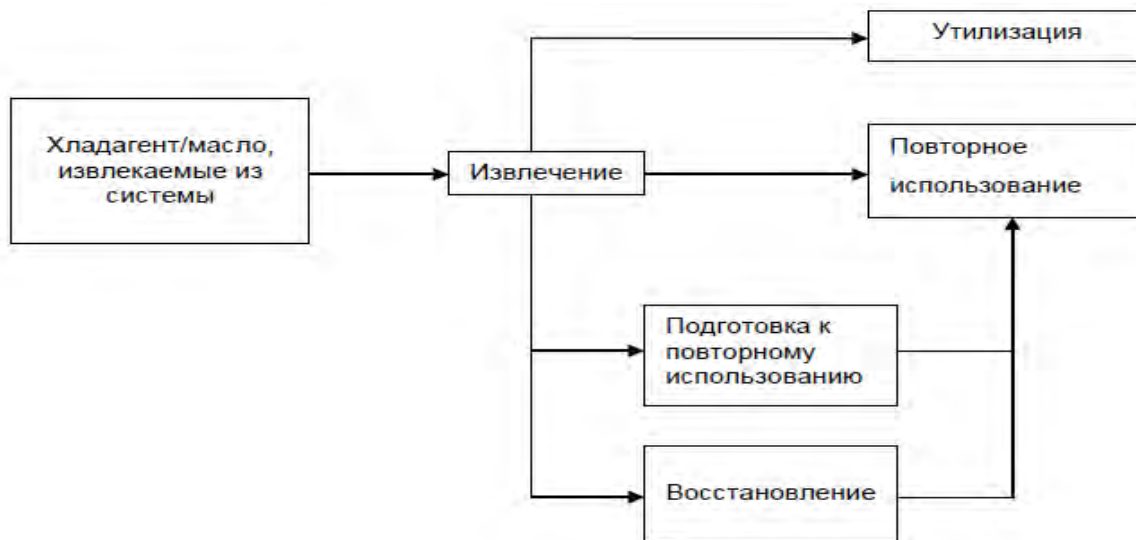 Утилизация
Хладагент/масло,
извлекаемые из
системы
Извлечение
Повторное
использование
Подготовка к
повторному
использованию
Восстановление